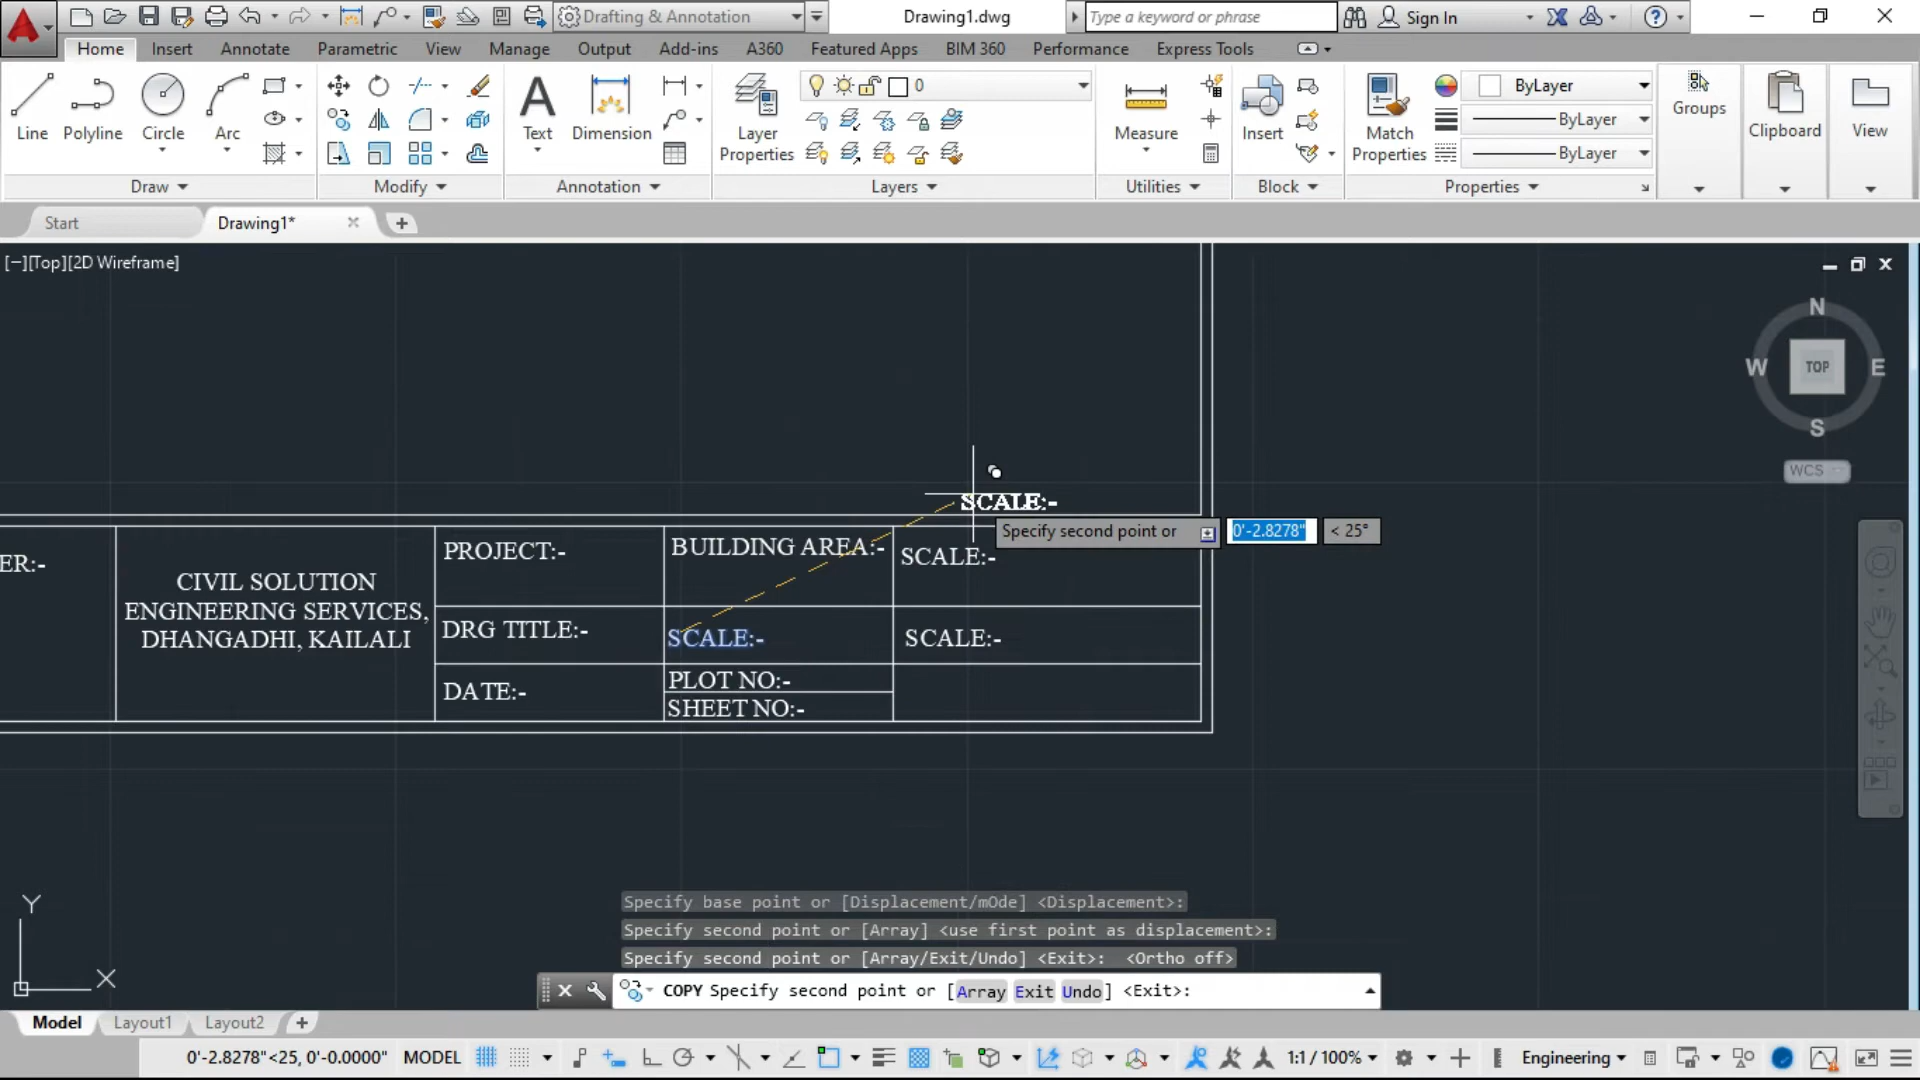 Drafting & Annotation
Drawing1.dwg
Type a keyword or phrase
Sign In
Home
Insert
Annotate
Parametric
View
Manage
Output
Add-ins
A360
Featured Apps
BIM 360
Performance
Express Tools
Line
Polyline
Circle
Arc
Text
Dimension
Layer Properties
0
Measure
Insert
Match Properties
ByLayer
ByLayer
ByLayer
Groups
Clipboard
View
Draw
Modify
Annotation
Layers
Utilities
Block
Properties
Start
Drawing1*
[−][Top][2D Wireframe]
N
W
TOP
E
S
WCS
SCALE:-
Specify second point or
0'-2.8278"
< 25°
ER:-
CIVIL SOLUTION
ENGINEERING SERVICES,
DHANGADHI, KAILALI
PROJECT:-
BUILDING AREA:-
SCALE:-
DRG TITLE:-
SCALE:-
SCALE:-
DATE:-
PLOT NO:-
SHEET NO:-
Y
X
Specify base point or [Displacement/mOde] <Displacement>:
Specify second point or [Array] <use first point as displacement>:
Specify second point or [Array/Exit/Undo] <Exit>:  <Ortho off>
COPY Specify second point or [Array Exit Undo] <Exit>:
Model
Layout1
Layout2
0'-2.8278"<25, 0'-0.0000"
MODEL
1:1 / 100%
Engineering